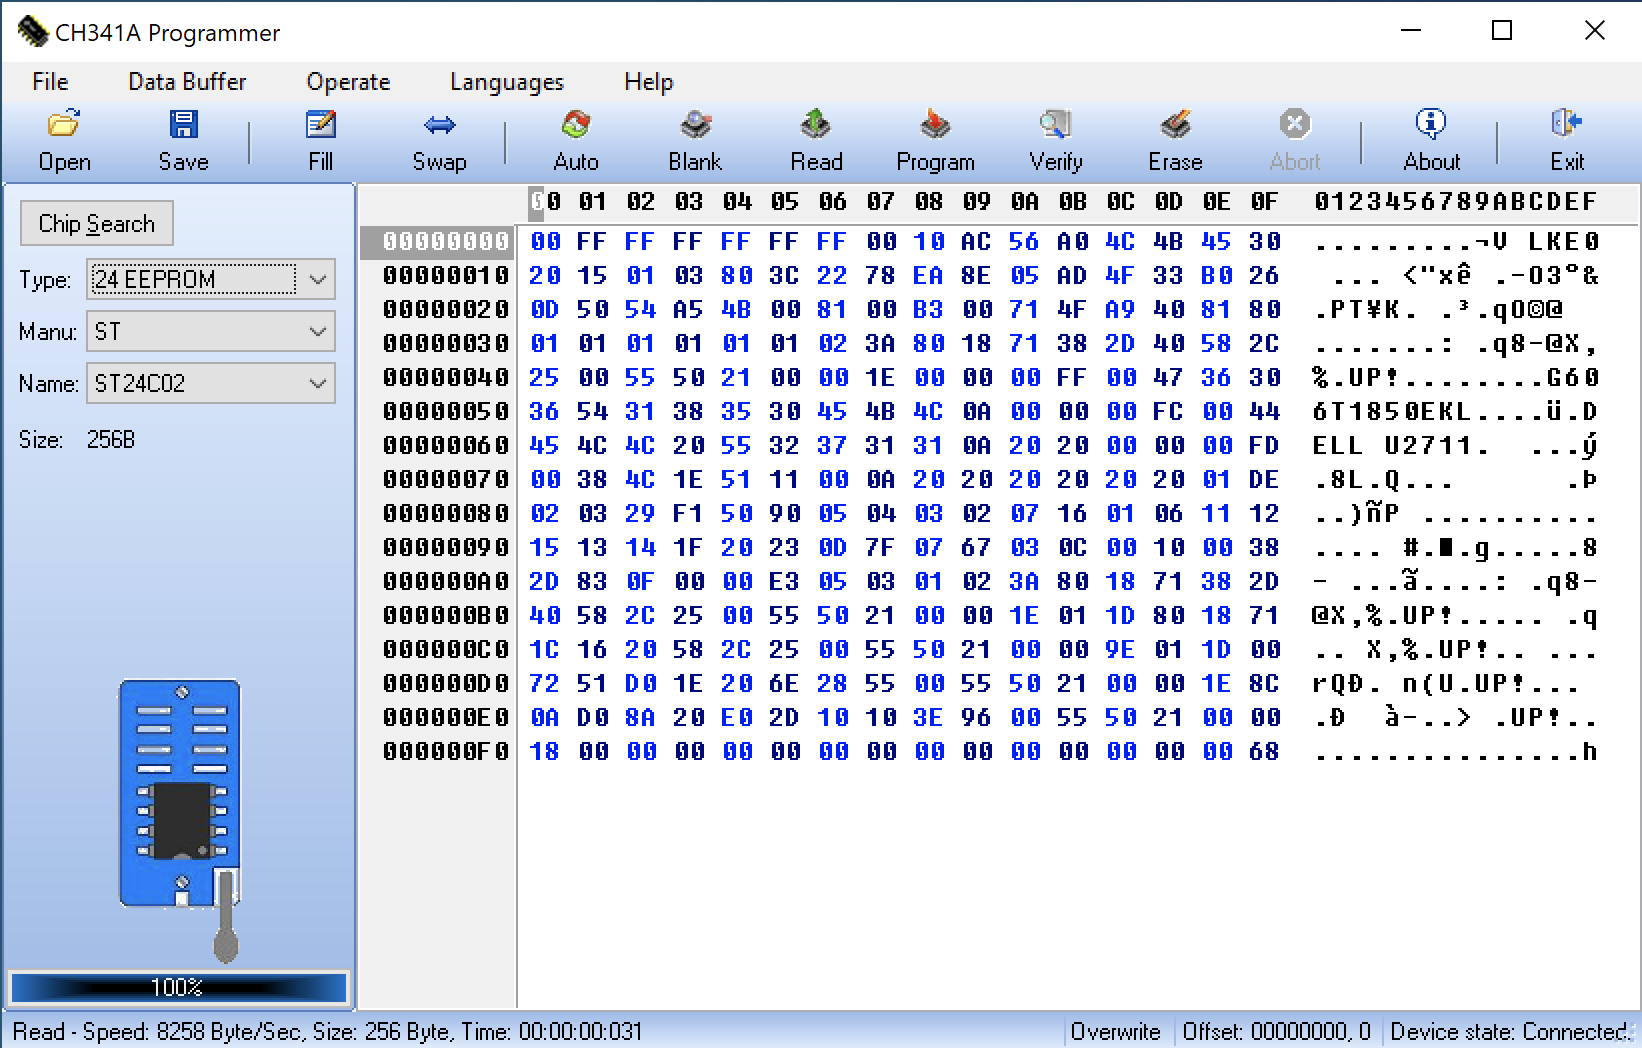 CH341A Programmer
File Data Buffer Operate Languages Help
Open Save Fill Swap Auto Blank Read Program Verify Erase Abort About Exit
Chip Search
Type: 24 EEPROM
Manu: ST
Name: ST24C02
Size: 256B
100%
0 01 02 03 04 05 06 07 08 09 0A 0B 0C 0D 0E 0F 0123456789ABCDEF
00000000 00 FF FF FF FF FF FF 00 10 AC 56 A0 4C 4B 45 30 .........¬V LKE0
00000010 20 15 01 03 80 3C 22 78 EA 8E 05 AD 4F 33 B0 26 ... <"xê .-O3°&
00000020 0D 50 54 A5 4B 00 81 00 B3 00 71 4F A9 40 81 80 .PT¥K. .³.qO©@
00000030 01 01 01 01 01 01 02 3A 80 18 71 38 2D 40 58 2C .......: .q8-@X,
00000040 25 00 55 50 21 00 00 1E 00 00 00 FF 00 47 36 30 %.UP!........G60
00000050 36 54 31 38 35 30 45 4B 4C 0A 00 00 00 FC 00 44 6T1850EKL....ü.D
00000060 45 4C 4C 20 55 32 37 31 31 0A 20 20 00 00 00 FD ELL U2711. ...ý
00000070 00 38 4C 1E 51 11 00 0A 20 20 20 20 20 20 01 DE .8L.Q... .Þ
00000080 02 03 29 F1 50 90 05 04 03 02 07 16 01 06 11 12 ..)ñP ..........
00000090 15 13 14 1F 20 23 0D 7F 07 67 03 0C 00 10 00 38 .... #.■.g.....8
000000A0 2D 83 0F 00 00 E3 05 03 01 02 3A 80 18 71 38 2D - ...ã....: .q8-
000000B0 40 58 2C 25 00 55 50 21 00 00 1E 01 1D 80 18 71 @X,%.UP!..... .q
000000C0 1C 16 20 58 2C 25 00 55 50 21 00 00 9E 01 1D 00 .. X,%.UP!.. ...
000000D0 72 51 D0 1E 20 6E 28 55 00 55 50 21 00 00 1E 8C rQÐ. n(U.UP!...
000000E0 0A D0 8A 20 E0 2D 10 10 3E 96 00 55 50 21 00 00 .Ð à-..> .UP!..
000000F0 18 00 00 00 00 00 00 00 00 00 00 00 00 00 00 68 ...............h
Read - Speed: 8258 Byte/Sec, Size: 256 Byte, Time: 00:00:00:031 Overwrite Offset: 00000000, 0 Device state: Connected.